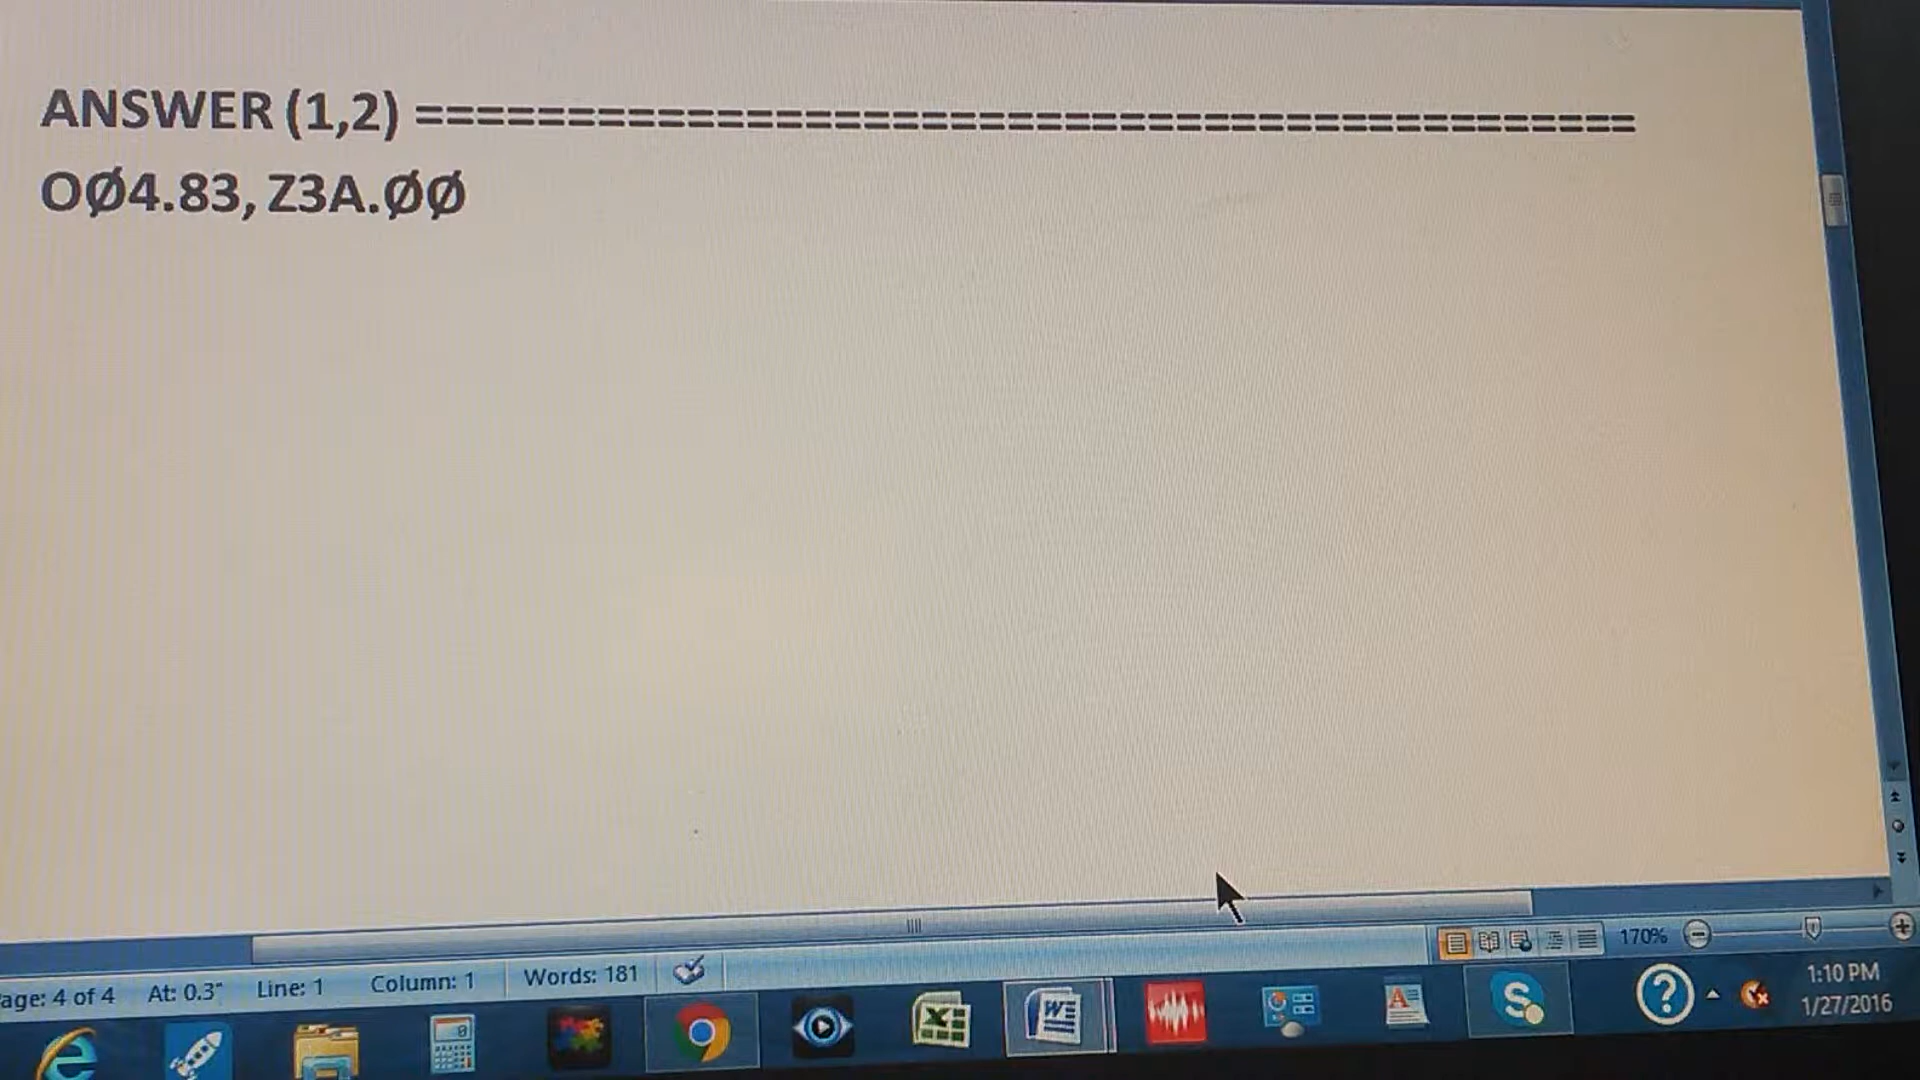 ANSWER (1,2) ========================================
OØ4.83, Z3A.ØØ
170%
age: 4 of 4 At: 0.3" Line: 1 Column: 1 Words: 181
1:10 PM
1/27/2016